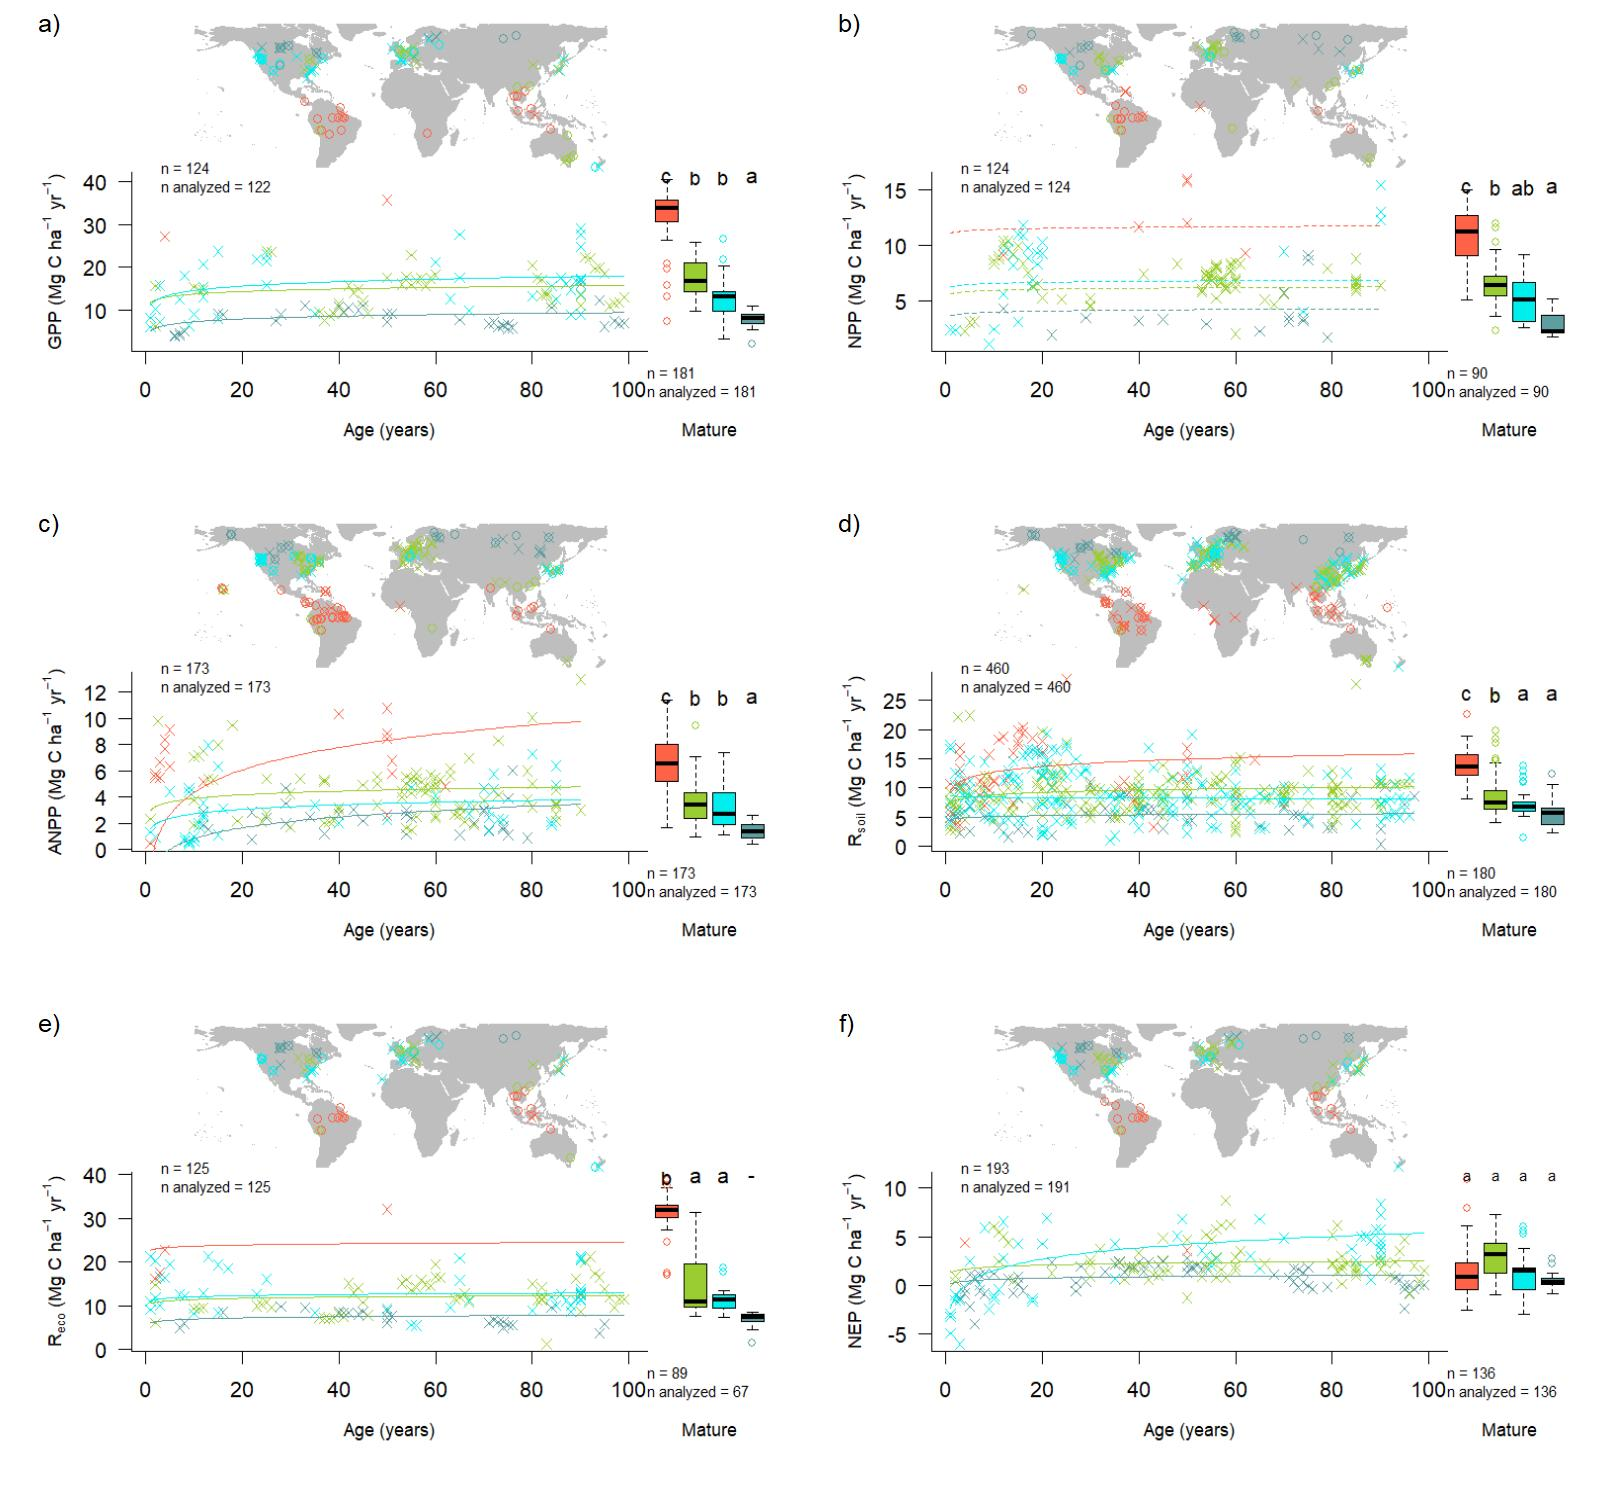 a)
n = 124
n analyzed = 122
GPP (Mg C ha⁻¹ yr⁻¹)
40
30
20
10
c b b a
0 20 40 60 80 100
n = 181
n analyzed = 181
Age (years)
Mature
b)
n = 124
n analyzed = 124
NPP (Mg C ha⁻¹ yr⁻¹)
15
10
5
c b ab a
0 20 40 60 80 100
n = 90
n analyzed = 90
Age (years)
Mature
c)
n = 173
n analyzed = 173
ANPP (Mg C ha⁻¹ yr⁻¹)
12
10
8
6
4
2
0
c b b a
0 20 40 60 80 100
n = 173
n analyzed = 173
Age (years)
Mature
d)
n = 460
n analyzed = 460
Rsoil (Mg C ha⁻¹ yr⁻¹)
25
20
15
10
5
0
c b a a
0 20 40 60 80 100
n = 180
n analyzed = 180
Age (years)
Mature
e)
n = 125
n analyzed = 125
Reco (Mg C ha⁻¹ yr⁻¹)
40
30
20
10
0
b a a -
0 20 40 60 80 100
n = 89
n analyzed = 67
Age (years)
Mature
f)
n = 193
n analyzed = 191
NEP (Mg C ha⁻¹ yr⁻¹)
10
5
0
-5
a a a a
0 20 40 60 80 100
n = 136
n analyzed = 136
Age (years)
Mature